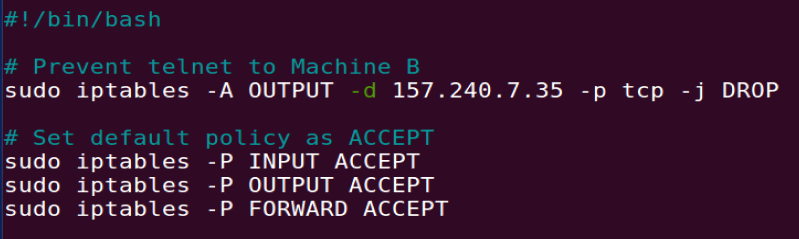 #!/bin/bash
# Prevent telnet to Machine B
sudo iptables -A OUTPUT -d 157.240.7.35 -p tcp -j DROP
# Set default policy as ACCEPT
sudo iptables -P INPUT ACCEPT
sudo iptables -P OUTPUT ACCEPT
sudo iptables -P FORWARD ACCEPT